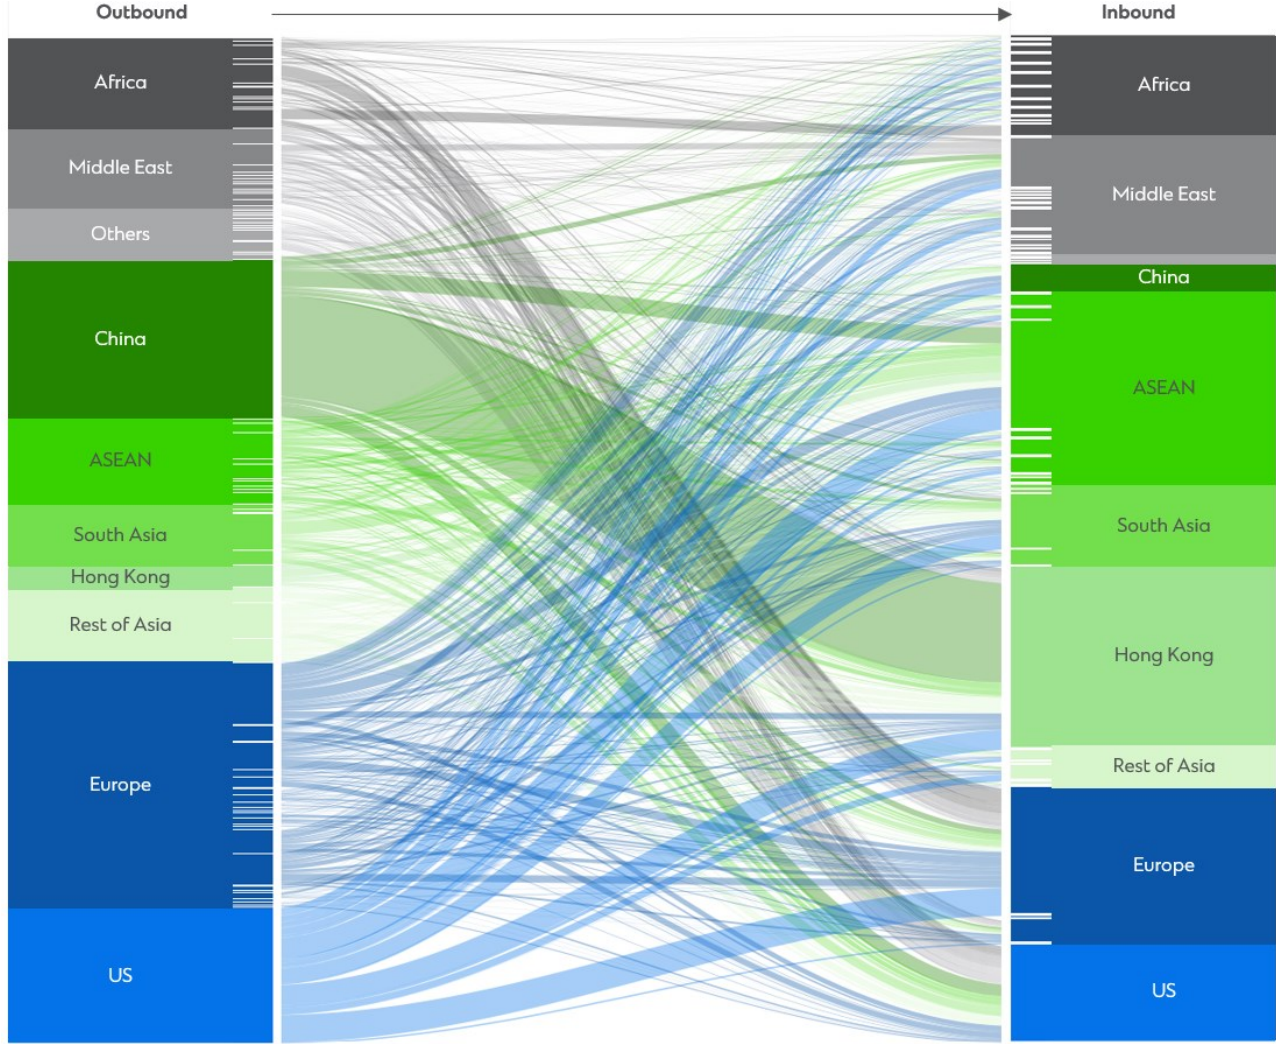 Outbound
Inbound
Africa
Middle East
Others
China
ASEAN
South Asia
Hong Kong
Rest of Asia
Europe
US
Africa
Middle East
China
ASEAN
South Asia
Hong Kong
Rest of Asia
Europe
US